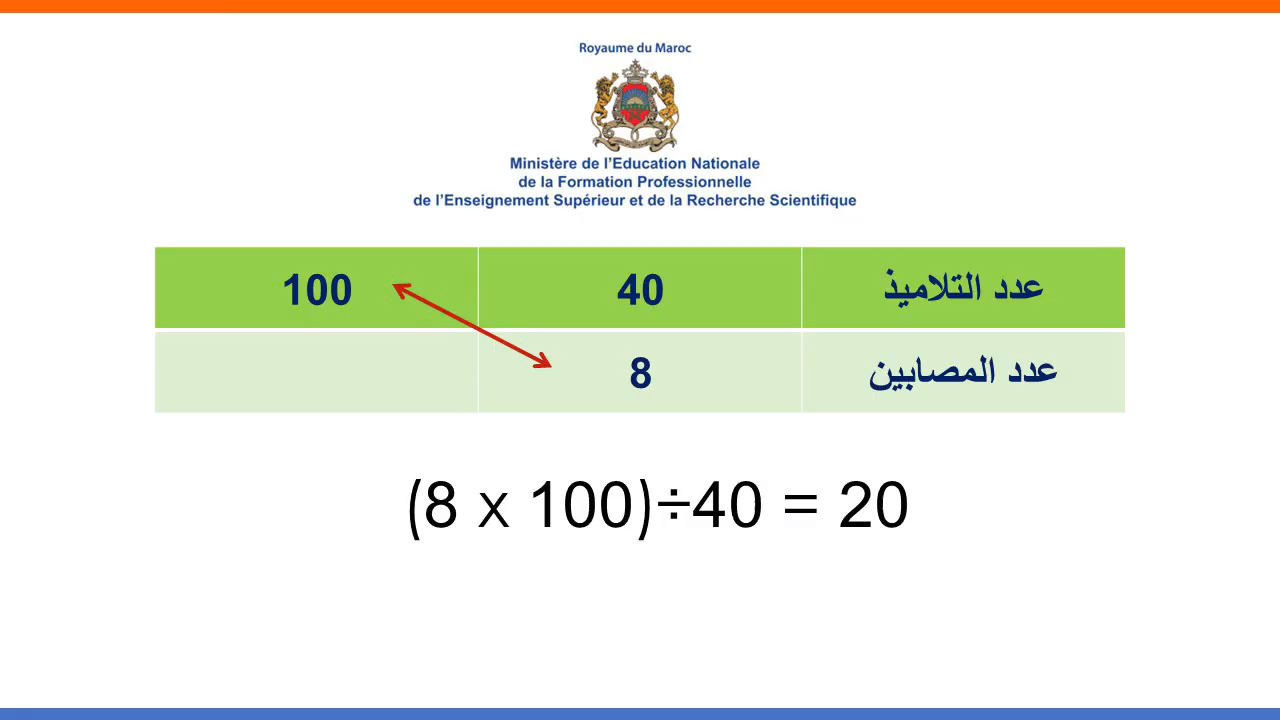 Royaume du Maroc
Ministère de l'Education Nationale
de la Formation Professionnelle
de l'Enseignement Supérieur et de la Recherche Scientifique
عدد التلاميذ 40 100
عدد المصابين 8
(8 x 100)÷40 = 20